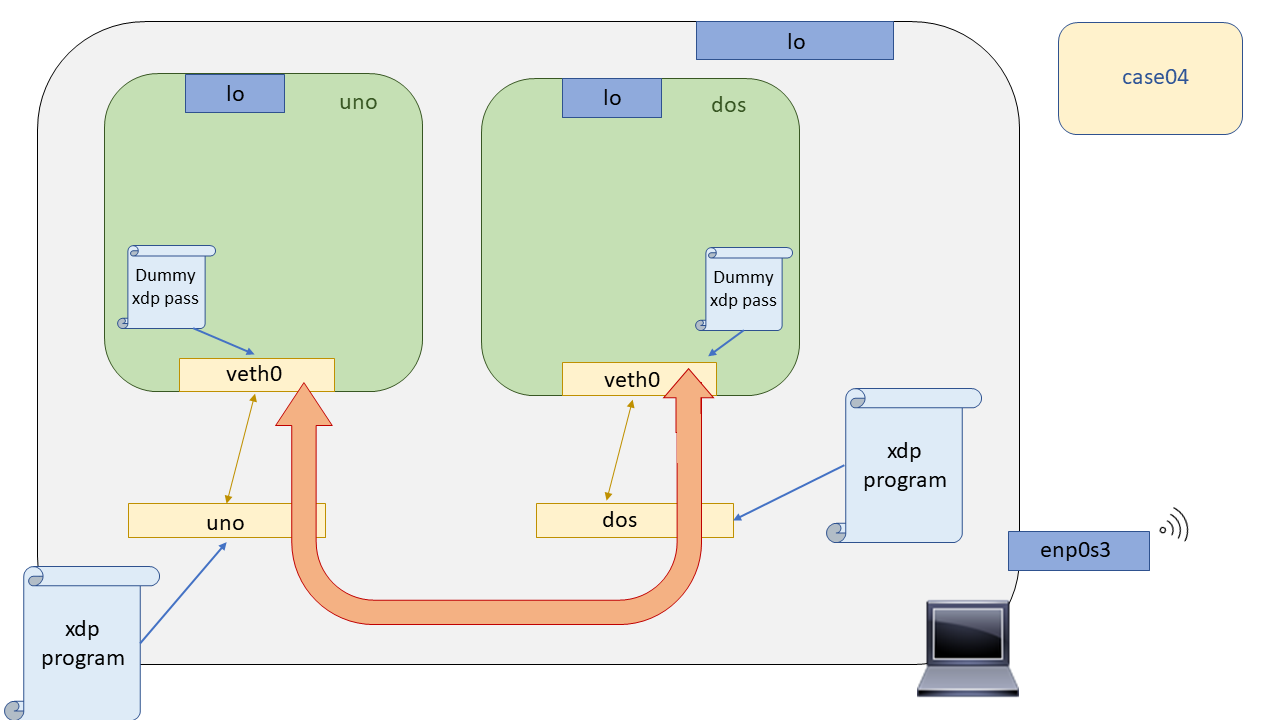 lo
case04
lo
uno
lo
dos
Dummy
xdp pass
Dummy
xdp pass
veth0
veth0
xdp
program
uno
dos
enp0s3
xdp
program